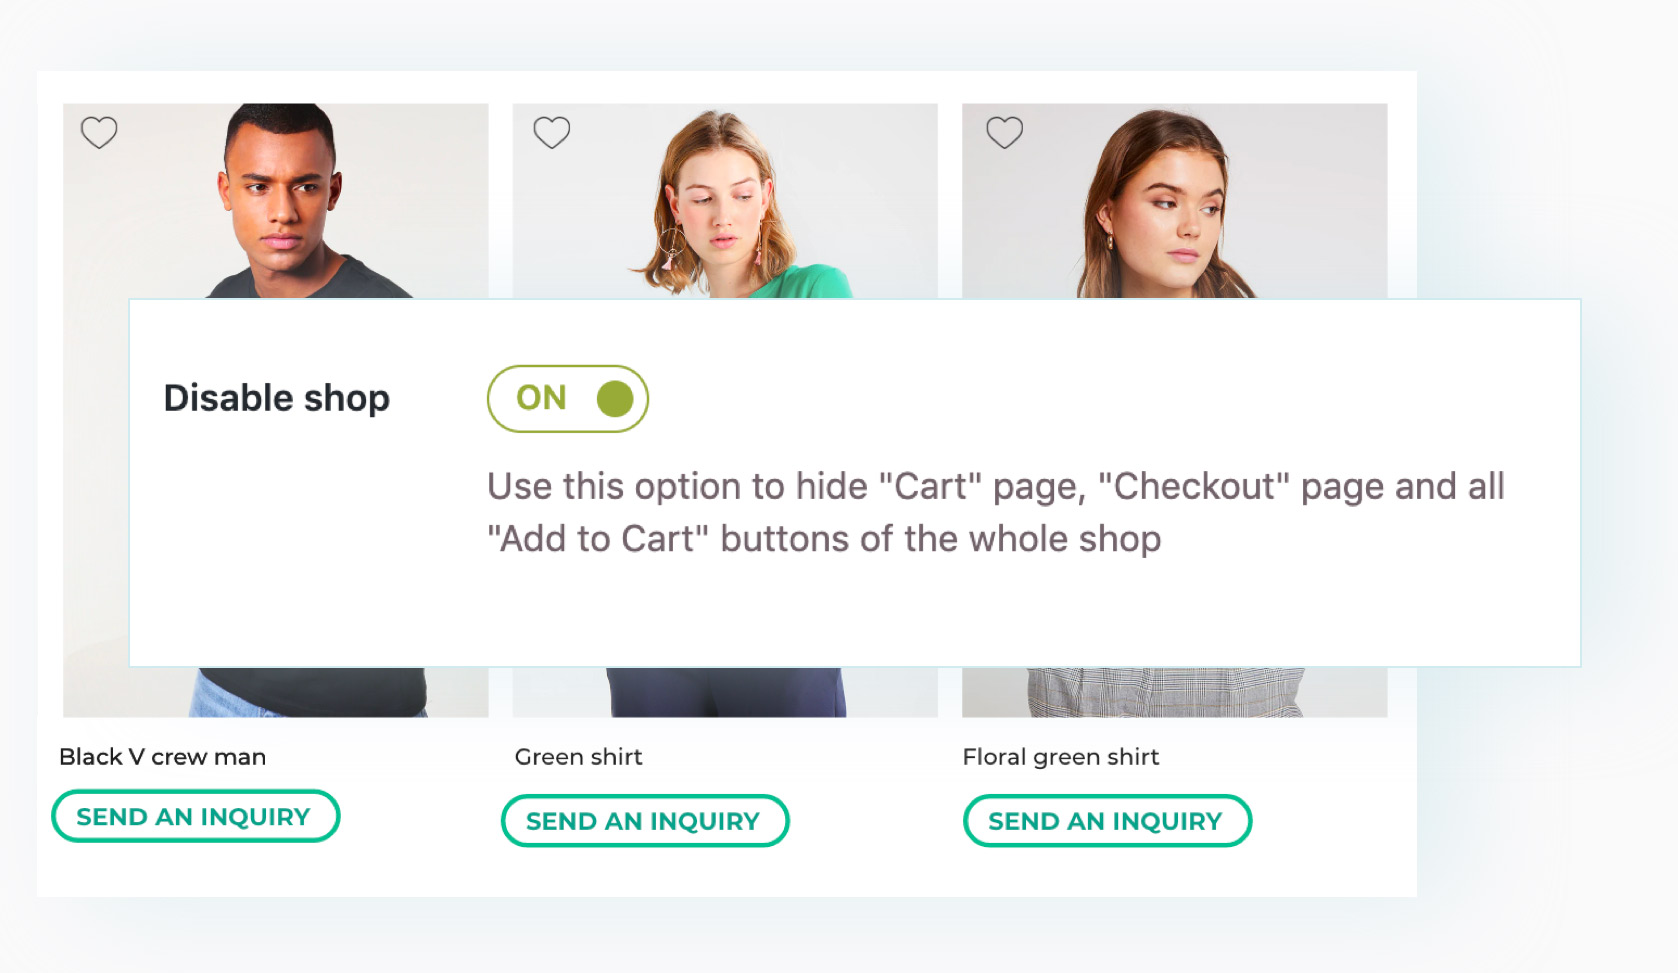 Disable shop
ON
Use this option to hide "Cart" page, "Checkout" page and all
"Add to Cart" buttons of the whole shop
Black V crew man
Green shirt
Floral green shirt
SEND AN INQUIRY
SEND AN INQUIRY
SEND AN INQUIRY